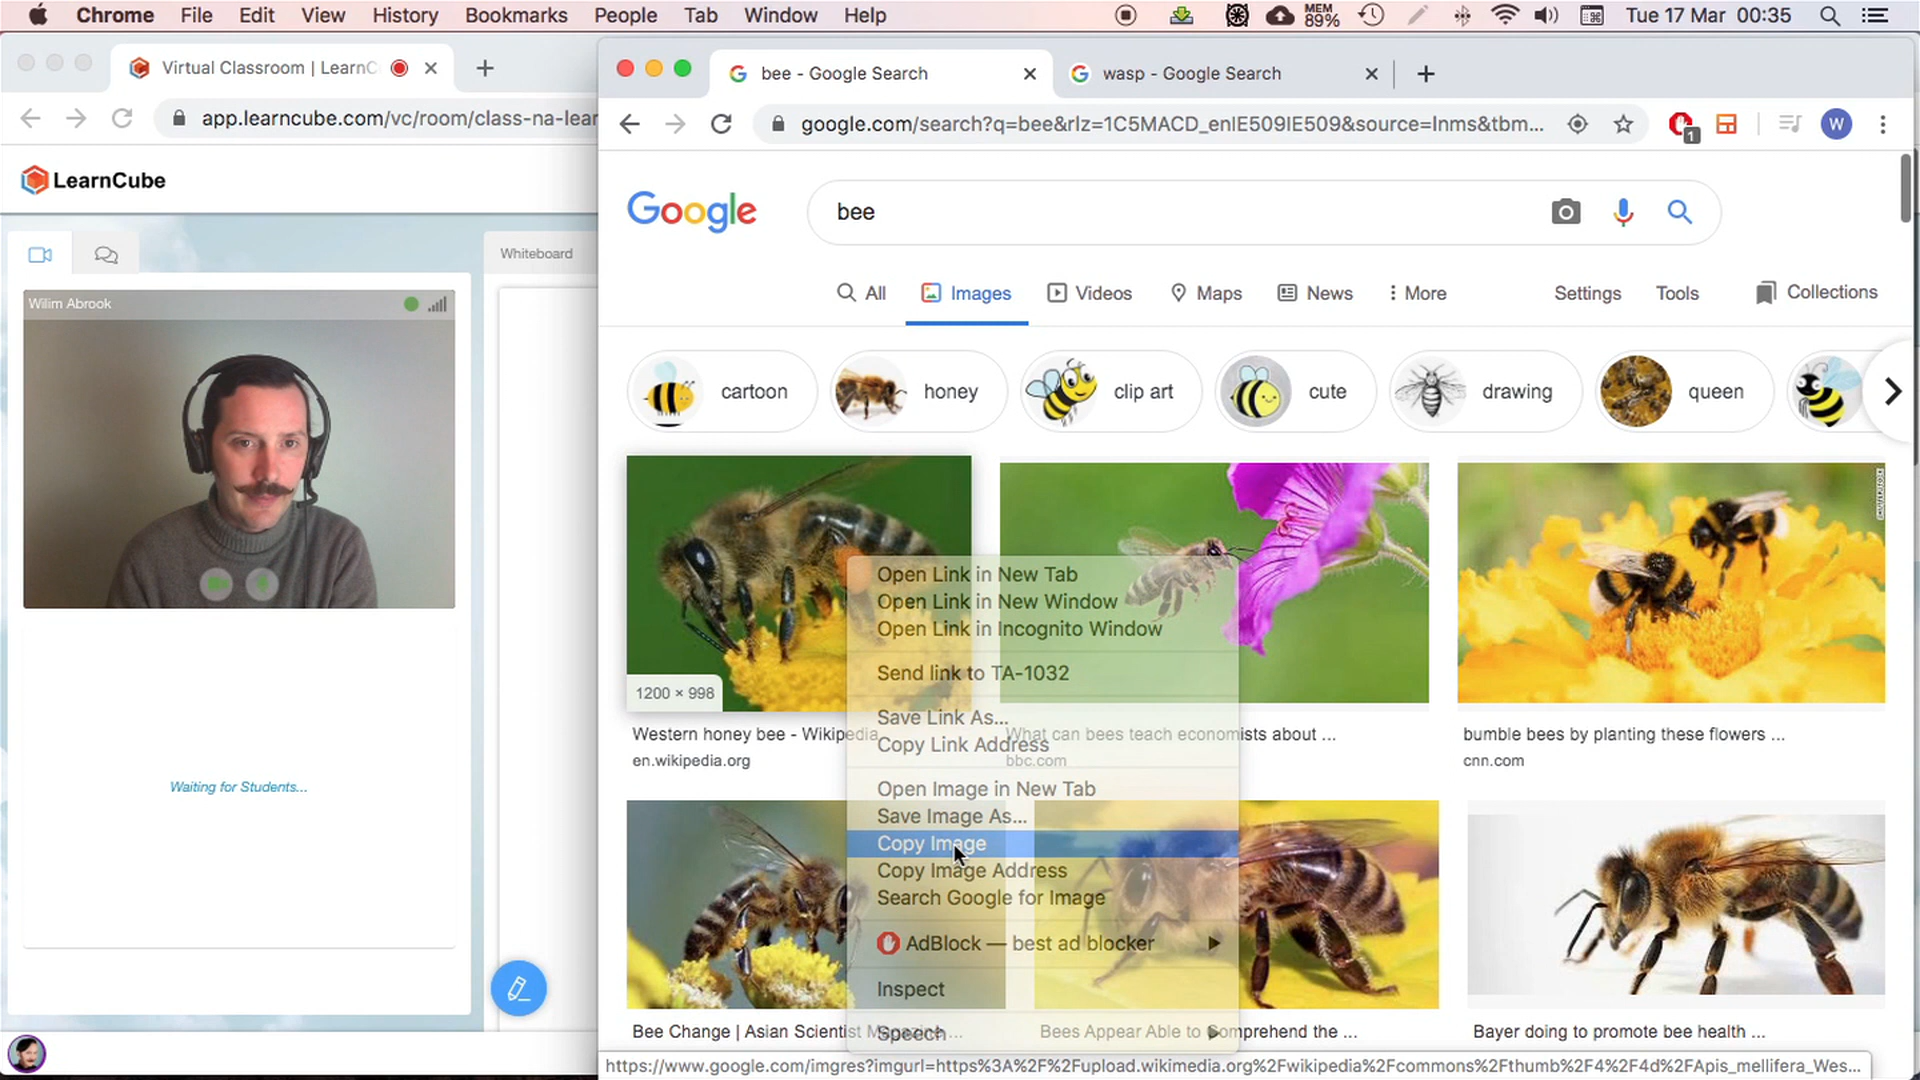 Chrome File Edit View History Bookmarks People Tab Window Help MEM 89% Tue 17 Mar 00:35
Virtual Classroom | LearnC
app.learncube.com/vc/room/class-na-lear
LearnCube
Whiteboard
Wilim Abrook
Waiting for Students...
bee - Google Search
wasp - Google Search
google.com/search?q=bee&rlz=1C5MACD_enIE509IE509&source=lnms&tbm...
1
W
Google
bee
All Images Videos Maps News More Settings Tools Collections
cartoon honey clip art cute drawing queen
1200 × 998
SHUTTERSTOCK
Western honey bee - Wikipedia
en.wikipedia.org
What can bees teach economists about ...
bbc.com
bumble bees by planting these flowers ...
cnn.com
Open Link in New Tab
Open Link in New Window
Open Link in Incognito Window
Send link to TA-1032
Save Link As...
Copy Link Address
Open Image in New Tab
Save Image As...
Copy Image
Copy Image Address
Search Google for Image
AdBlock — best ad blocker
Inspect
Speech
Bee Change | Asian Scientist
Bees Appear Able to Comprehend the ...
Bayer doing to promote bee health ...
https://www.google.com/imgres?imgurl=https%3A%2F%2Fupload.wikimedia.org%2Fwikipedia%2Fcommons%2Fthumb%2F4%2F4d%2FApis_mellifera_Wes...